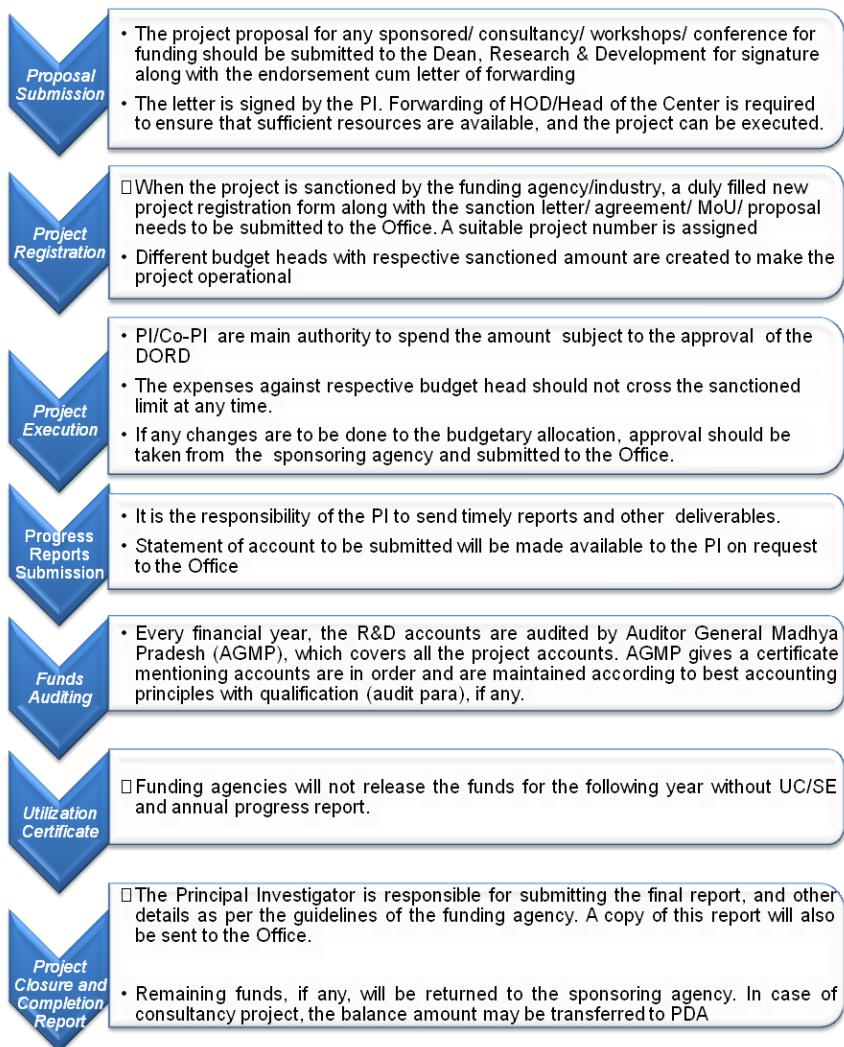 Proposal
Submission
• The project proposal for any sponsored/ consultancy/ workshops/ conference for
funding should be submitted to the Dean, Research & Development for signature
along with the endorsement cum letter of forwarding
• The letter is signed by the PI. Forwarding of HOD/Head of the Center is required
to ensure that sufficient resources are available, and the project can be executed.
Project
Registration
□ When the project is sanctioned by the funding agency/industry, a duly filled new
project registration form along with the sanction letter/ agreement/ MoU/ proposal
needs to be submitted to the Office. A suitable project number is assigned
• Different budget heads with respective sanctioned amount are created to make the
project operational
Project
Execution
• PI/Co-PI are main authority to spend the amount subject to the approval of the
DORD
• The expenses against respective budget head should not cross the sanctioned
limit at any time.
• If any changes are to be done to the budgetary allocation, approval should be
taken from the sponsoring agency and submitted to the Office.
Progress
Reports
Submission
• It is the responsibility of the PI to send timely reports and other deliverables.
• Statement of account to be submitted will be made available to the PI on request
to the Office
Funds
Auditing
• Every financial year, the R&D accounts are audited by Auditor General Madhya
Pradesh (AGMP), which covers all the project accounts. AGMP gives a certificate
mentioning accounts are in order and are maintained according to best accounting
principles with qualification (audit para), if any.
Utilization
Certificate
□ Funding agencies will not release the funds for the following year without UC/SE
and annual progress report.
Project
Closure and
Completion
Report
□ The Principal Investigator is responsible for submitting the final report, and other
details as per the guidelines of the funding agency. A copy of this report will also
be sent to the Office.
• Remaining funds, if any, will be returned to the sponsoring agency. In case of
consultancy project, the balance amount may be transferred to PDA